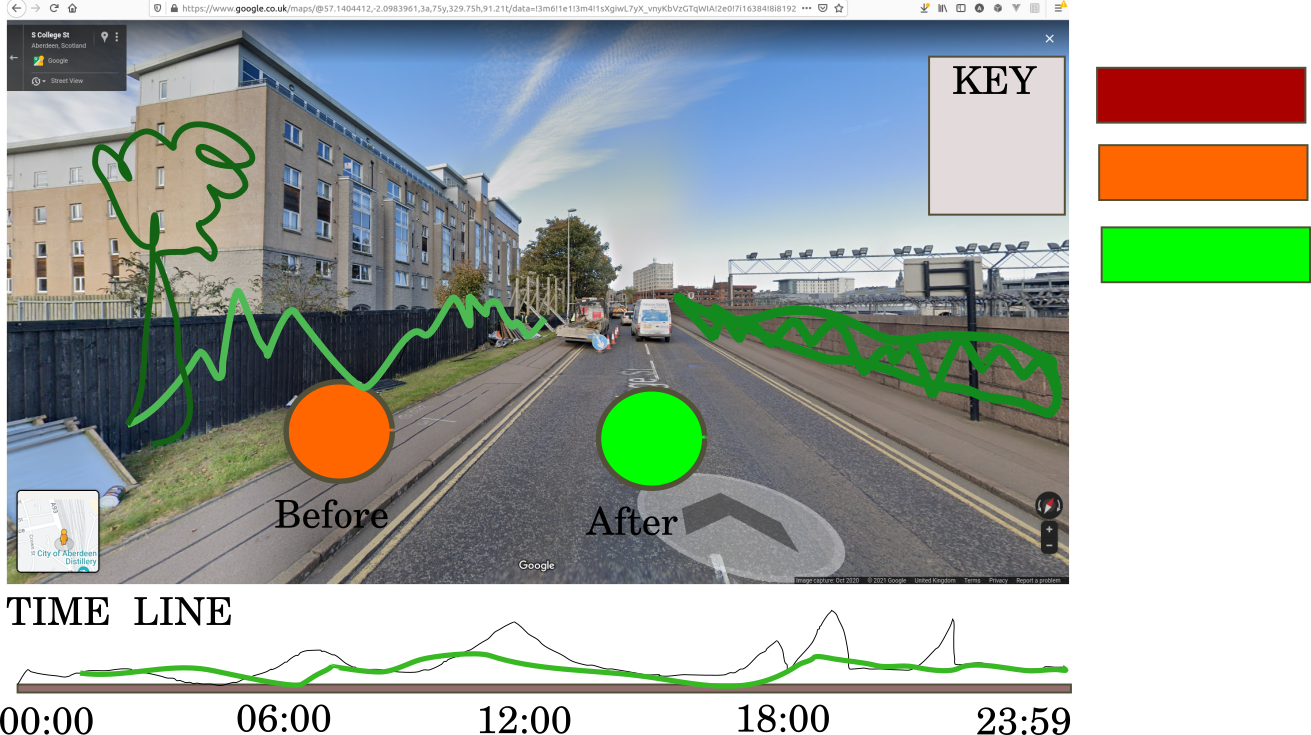 https://www.google.co.uk/maps/@57.1404412,-2.0983961,3a,75y,329.75h,91.21t/data=!3m6!1e1!3m4!1sXgiwL7yX_vnyKbVzGTqWIA!2e0!7i16384!8i8192
S College St
Aberdeen, Scotland
Google
Street View
KEY
Before
After
A93
City of Aberdeen
Distillery
Google
Image capture: Oct 2020 © 2021 Google United Kingdom Terms Privacy Report a problem
TIME LINE
00:00 06:00 12:00 18:00 23:59